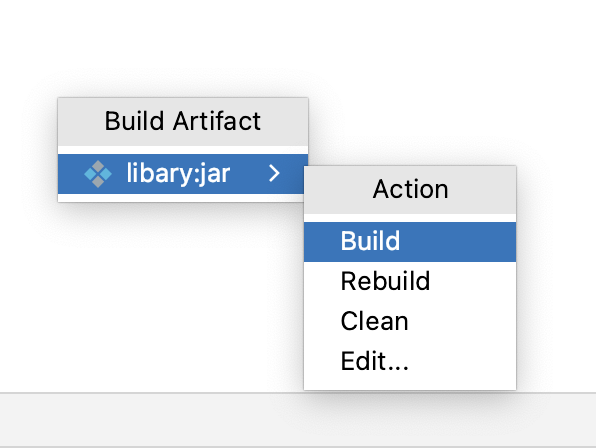 Build Artifact
libary:jar
Action
Build
Rebuild
Clean
Edit...